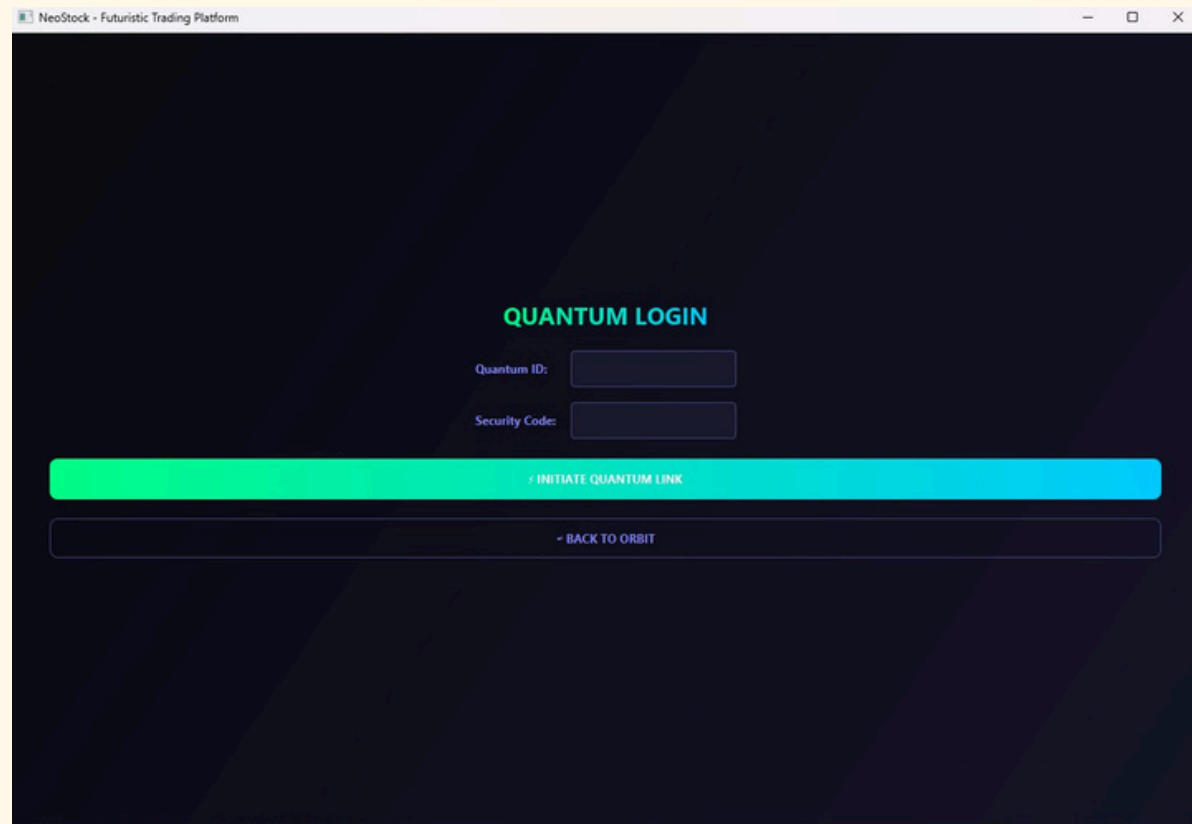 NeoStock - Futuristic Trading Platform
QUANTUM LOGIN
Quantum ID:
Security Code:
⚡ INITIATE QUANTUM LINK
↩ BACK TO ORBIT